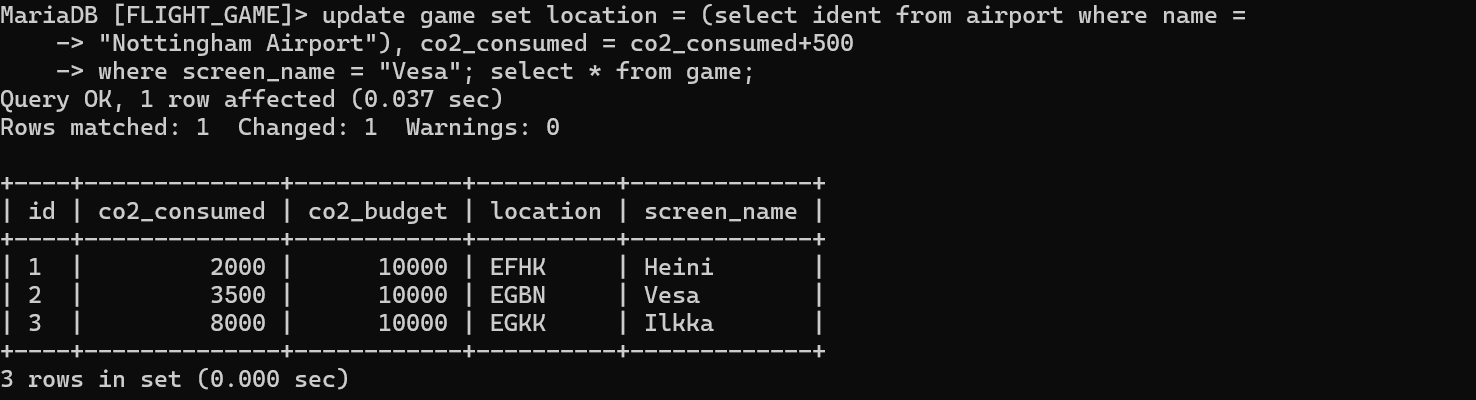 MariaDB [FLIGHT_GAME]> update game set location = (select ident from airport where name =
    -> "Nottingham Airport"), co2_consumed = co2_consumed+500
    -> where screen_name = "Vesa"; select * from game;
Query OK, 1 row affected (0.037 sec)
Rows matched: 1  Changed: 1  Warnings: 0

+----+--------------+------------+----------+-------------+
| id | co2_consumed | co2_budget | location | screen_name |
+----+--------------+------------+----------+-------------+
| 1  |         2000 |      10000 | EFHK     | Heini       |
| 2  |         3500 |      10000 | EGBN     | Vesa        |
| 3  |         8000 |      10000 | EGKK     | Ilkka       |
+----+--------------+------------+----------+-------------+
3 rows in set (0.000 sec)